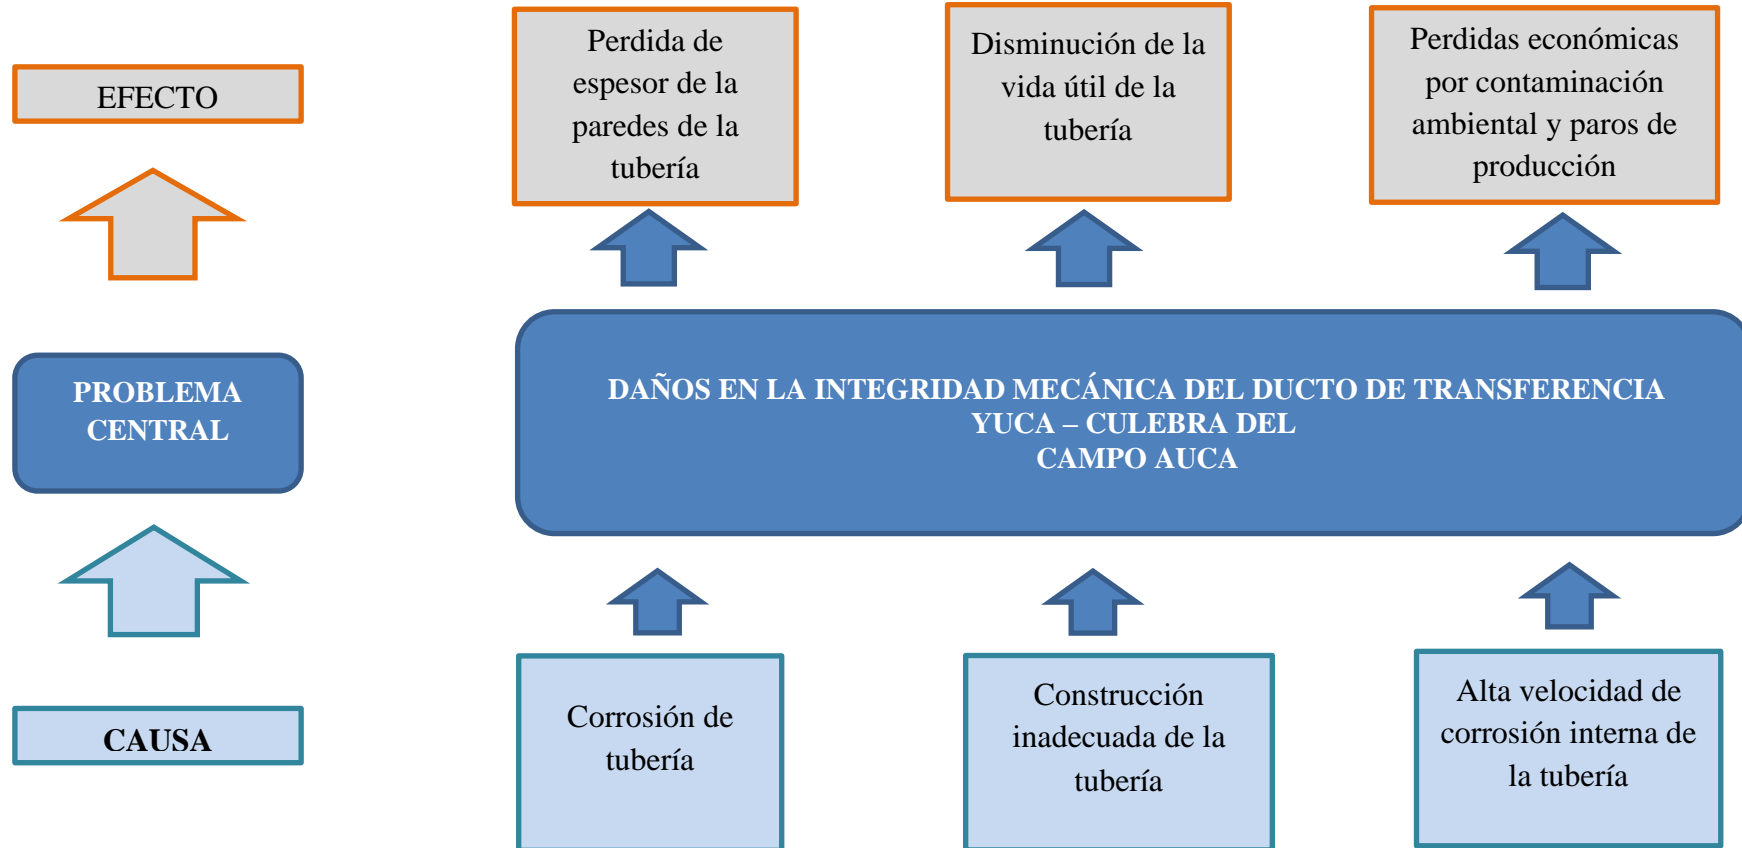 EFECTO
Perdida de
espesor de la
paredes de la
tubería
Disminución de la
vida útil de la
tubería
Perdidas económicas
por contaminación
ambiental y paros de
producción
PROBLEMA
CENTRAL
DAÑOS EN LA INTEGRIDAD MECÁNICA DEL DUCTO DE TRANSFERENCIA
YUCA – CULEBRA DEL
CAMPO AUCA
CAUSA
Corrosión de
tubería
Construcción
inadecuada de la
tubería
Alta velocidad de
corrosión interna de
la tubería